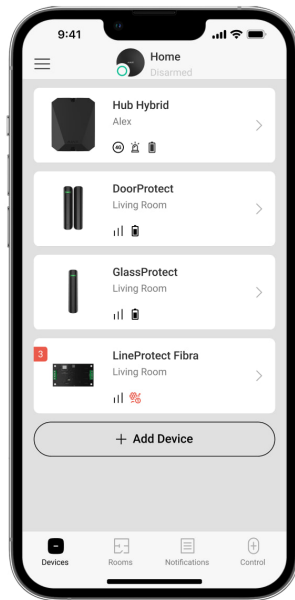 9:41
Home
Disarmed
Hub Hybrid
Alex
4G
DoorProtect
Living Room
GlassProtect
Living Room
3
LineProtect Fibra
Living Room
+ Add Device
Devices
Rooms
Notifications
Control